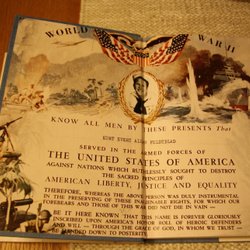 WORLD WAR II
KNOW ALL MEN BY THESE PRESENTS That
KURT EVERT
SERVED IN THE ARMED FORCES OF
THE UNITED STATES OF AMERICA
AGAINST NATIONS WHICH RUTHLESSLY SOUGHT TO DESTROY
THE SACRED PRINCIPLES OF
AMERICAN LIBERTY, JUSTICE AND EQUALITY
THEREFORE, WHEREAS THE ABOVE PERSON WAS DULY INSTRUMENTAL
IN THE PRESERVING OF THESE INALIENABLE RIGHTS, FOR WHICH OUR
FOREBEARS AND THOSE OF THIS WAR DID NOT DIE IN VAIN —
BE IT HERE KNOWN THAT THIS NAME IS FOREVER GLORIOUSLY
INSCRIBED UPON AMERICA'S HONOR ROLL OF HEROIC DEFENDERS
AND WILL — THROUGH THE GRACE OF GOD, IN WHOM WE TRUST, BE
HANDED DOWN TO POSTERITY.